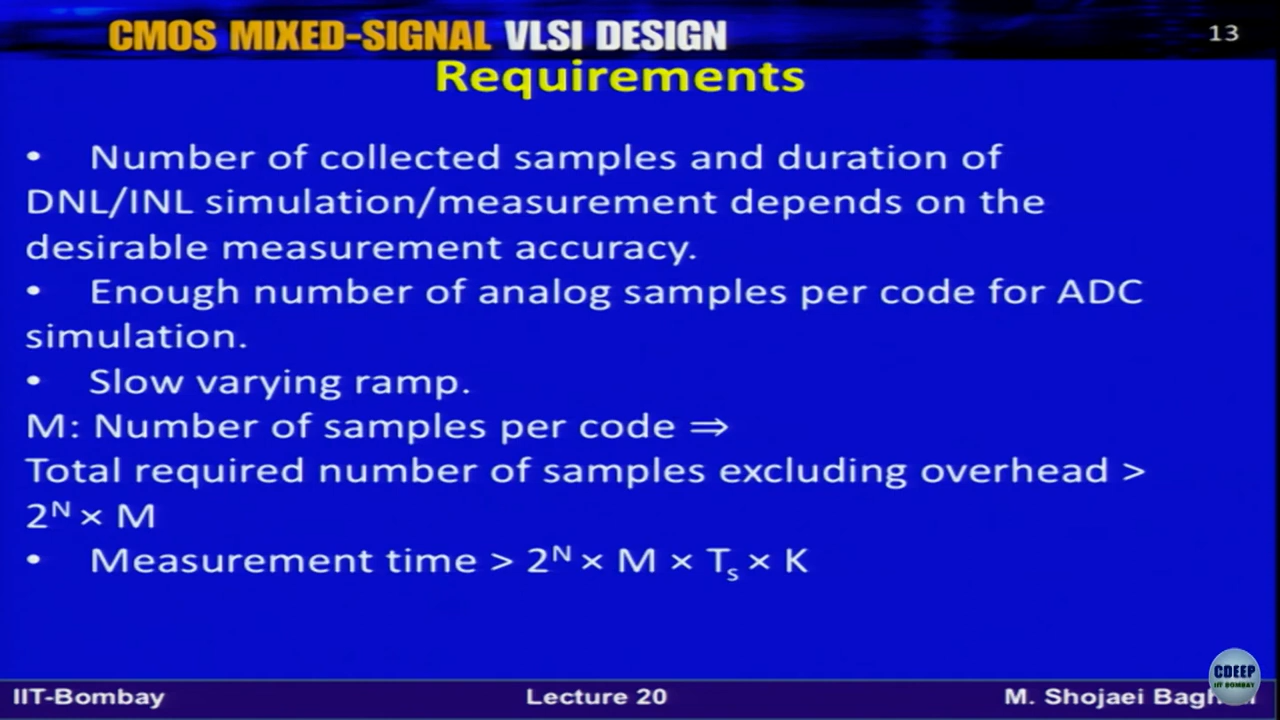 CMOS MIXED-SIGNAL VLSI DESIGN
13
Requirements
• Number of collected samples and duration of
DNL/INL simulation/measurement depends on the
desirable measurement accuracy.
• Enough number of analog samples per code for ADC
simulation.
• Slow varying ramp.
M: Number of samples per code ⇒
Total required number of samples excluding overhead >
2ᴺ × M
• Measurement time > 2ᴺ × M × Tₛ × K
CDEEP
IIT BOMBAY
IIT-Bombay
Lecture 20
M. Shojaei